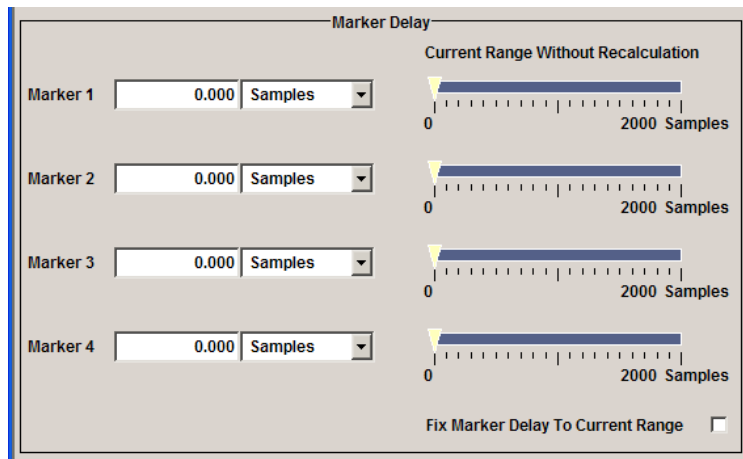 Marker Delay
Current Range Without Recalculation
Marker 1 0.000 Samples
0 2000 Samples
Marker 2 0.000 Samples
0 2000 Samples
Marker 3 0.000 Samples
0 2000 Samples
Marker 4 0.000 Samples
0 2000 Samples
Fix Marker Delay To Current Range